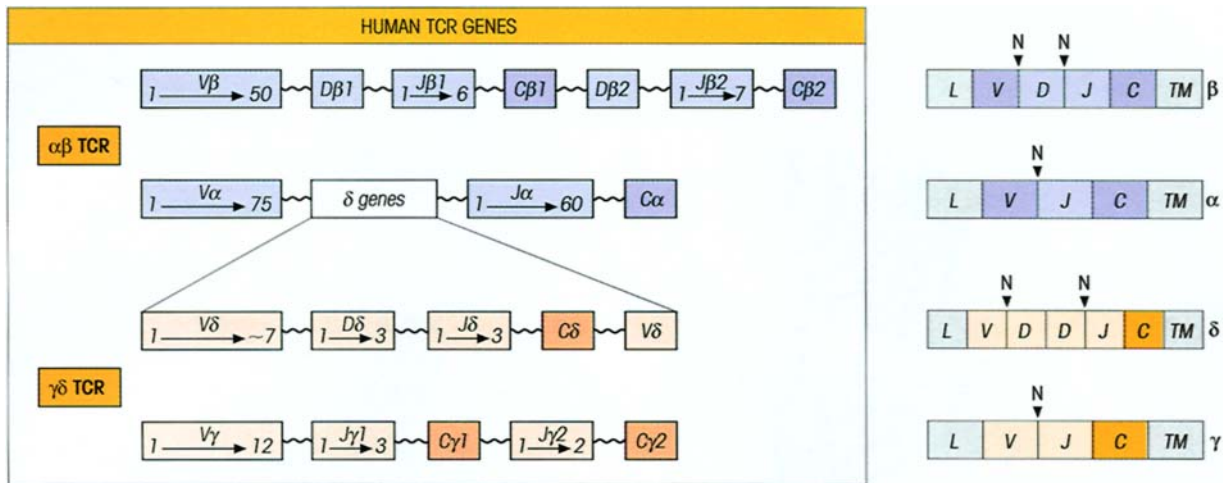 HUMAN TCR GENES
Vβ
1 50
Dβ1
Jβ1
1 6
Cβ1
Dβ2
Jβ2
1 7
Cβ2
αβ TCR
Vα
1 75
δ genes
Jα
1 60
Cα
Vδ
1 ~7
Dδ
1 3
Jδ
1 3
Cδ
Vδ
γδ TCR
Vγ
1 12
Jγ1
1 3
Cγ1
Jγ2
1 2
Cγ2
N N
L V D J C TM β
N
L V J C TM α
N N
L V D D J C TM δ
N
L V J C TM γ